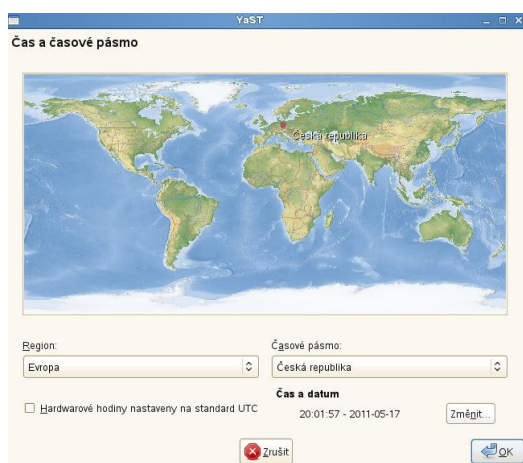 YaST
Čas a časové pásmo
Česká republika
Region:
Časové pásmo:
Evropa
Česká republika
Čas a datum
Hardwarové hodiny nastaveny na standard UTC
20:01:57 - 2011-05-17
Změnit...
Zrušit
OK